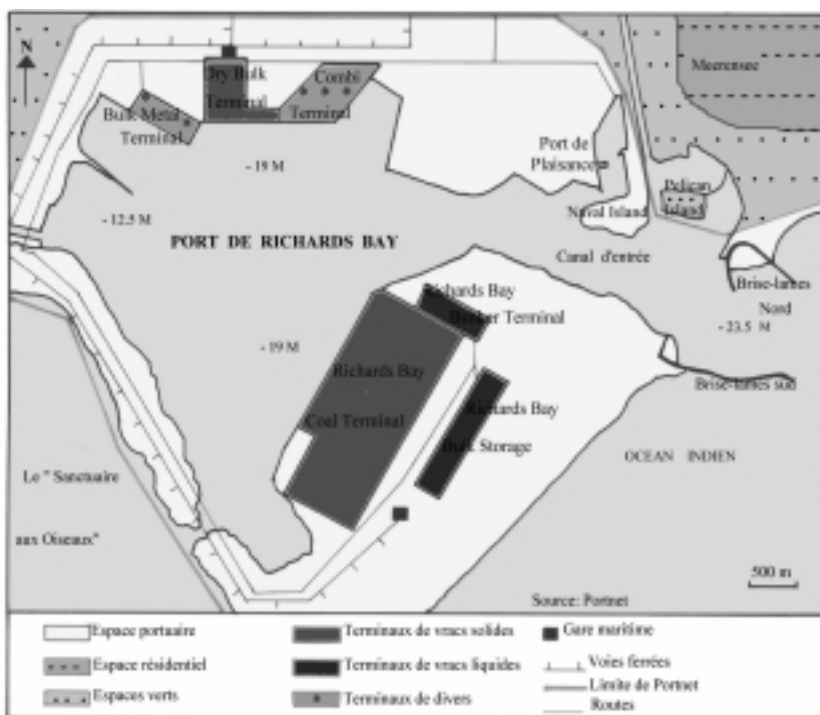 N
Meerensee
Dry Bulk
Terminal
Combi
Terminal
Bulk Metal
Terminal
- 19 M
Port de
Plaisance
Pelican
Island
Naval Island
- 12.5 M
PORT DE RICHARDS BAY
Canal d'entrée
Brise-lames
Nord
- 23.5 M
Richards Bay
Bunker Terminal
- 19 M
Richards Bay
Coal Terminal
Brise-lames sud
Richards Bay
Bulk Storage
OCEAN INDIEN
Le " Sanctuaire
aux Oiseaux"
500 m
Source: Portnet
Espace portuaire
Terminaux de vracs solides
Gare maritime
Espace résidentiel
Terminaux de vracs liquides
Voies ferrées
Espaces verts
Terminaux de divers
Limite de Portnet
Routes